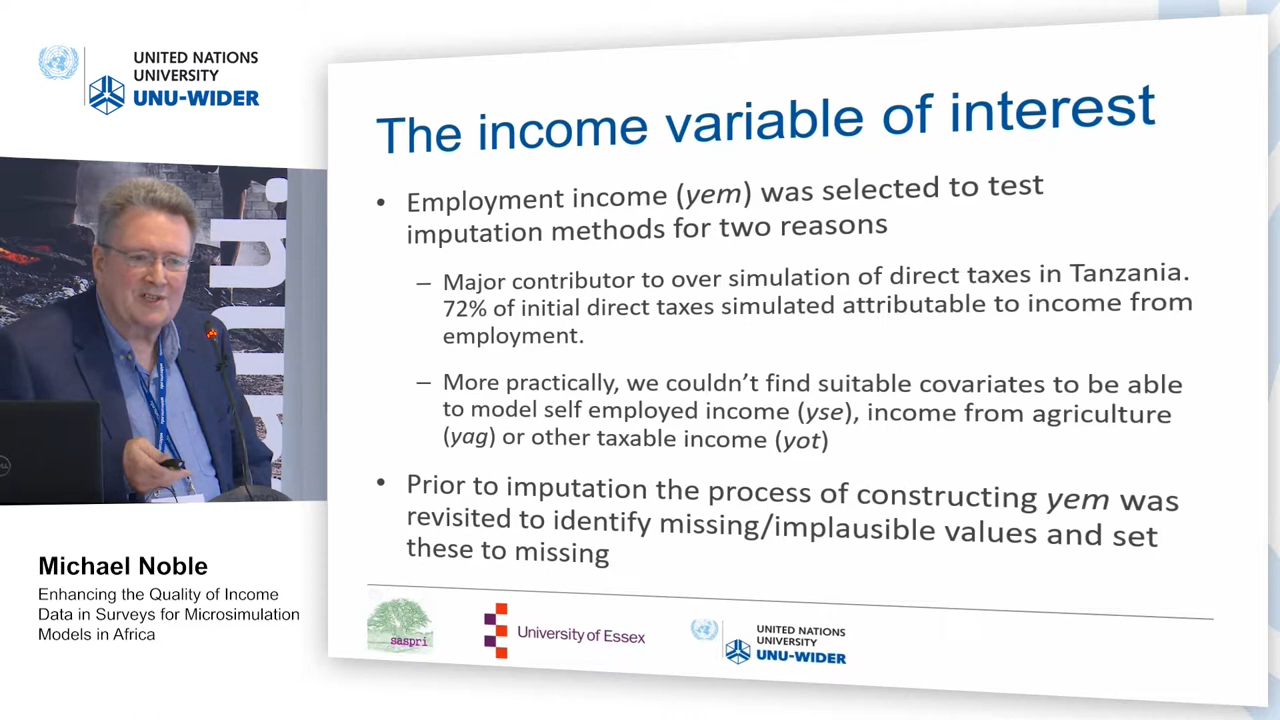 UNITED NATIONS
UNIVERSITY
UNU-WIDER
The income variable of interest
• Employment income (yem) was selected to test
imputation methods for two reasons
– Major contributor to over simulation of direct taxes in Tanzania.
72% of initial direct taxes simulated attributable to income from
employment.
– More practically, we couldn’t find suitable covariates to be able
to model self employed income (yse), income from agriculture
(yag) or other taxable income (yot)
• Prior to imputation the process of constructing yem was
revisited to identify missing/implausible values and set
these to missing
Michael Noble
Enhancing the Quality of Income
Data in Surveys for Microsimulation
Models in Africa
saspri
University of Essex
UNITED NATIONS
UNIVERSITY
UNU-WIDER